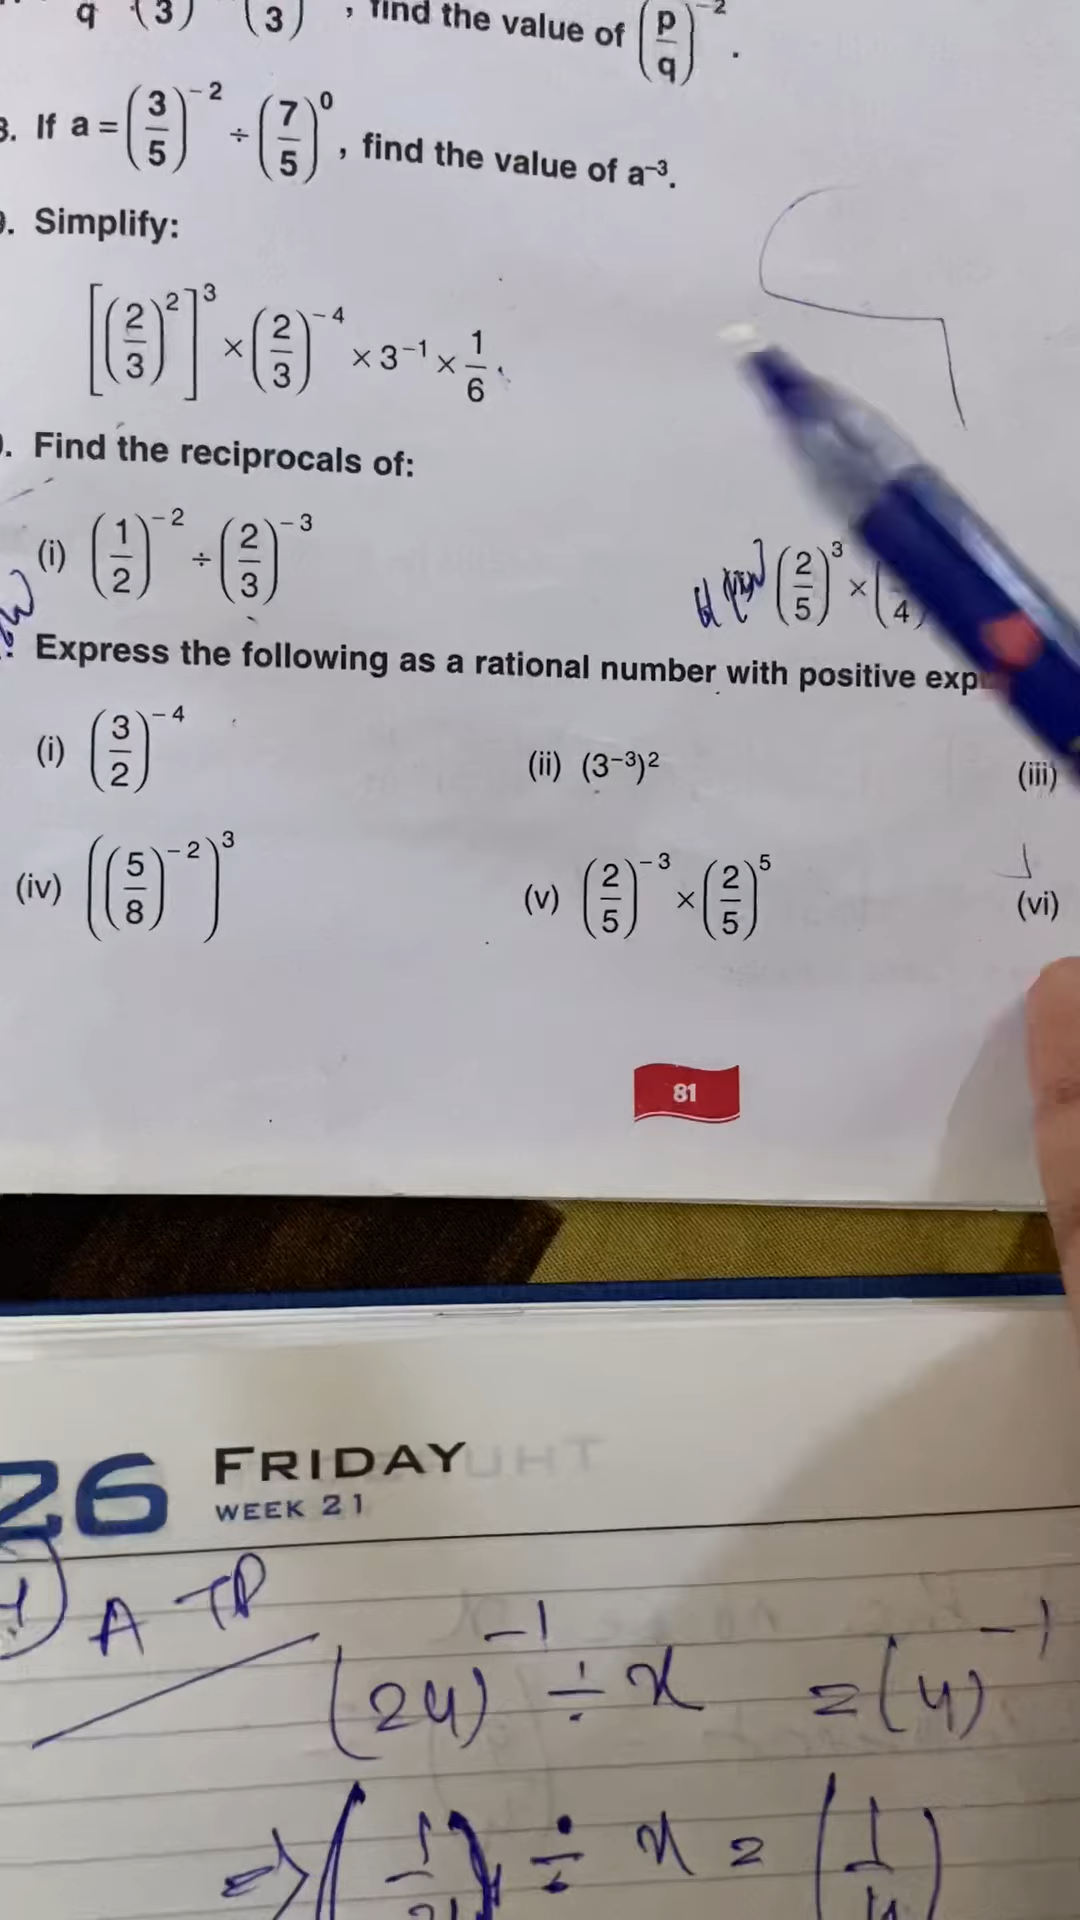 q (3) (3) , find the value of (p/q)⁻².
3. If a = (3/5)⁻² ÷ (7/5)⁰, find the value of a⁻³.
. Simplify:
[(2/3)²]³ × (2/3)⁻⁴ × 3⁻¹ × 1/6.
. Find the reciprocals of:
(i) (1/2)⁻² ÷ (2/3)⁻³ (2/5)³ × ( 4
. Express the following as a rational number with positive exp
(i) (3/2)⁻⁴ (ii) (3⁻³)² (iii)
(iv) ((5/8)⁻²)³ (v) (2/5)⁻³ × (2/5)⁵ (vi)
81
26 FRIDAY
WEEK 21
A TP
(24)⁻¹ ÷ x = (4)⁻¹
⇒ ÷ x =